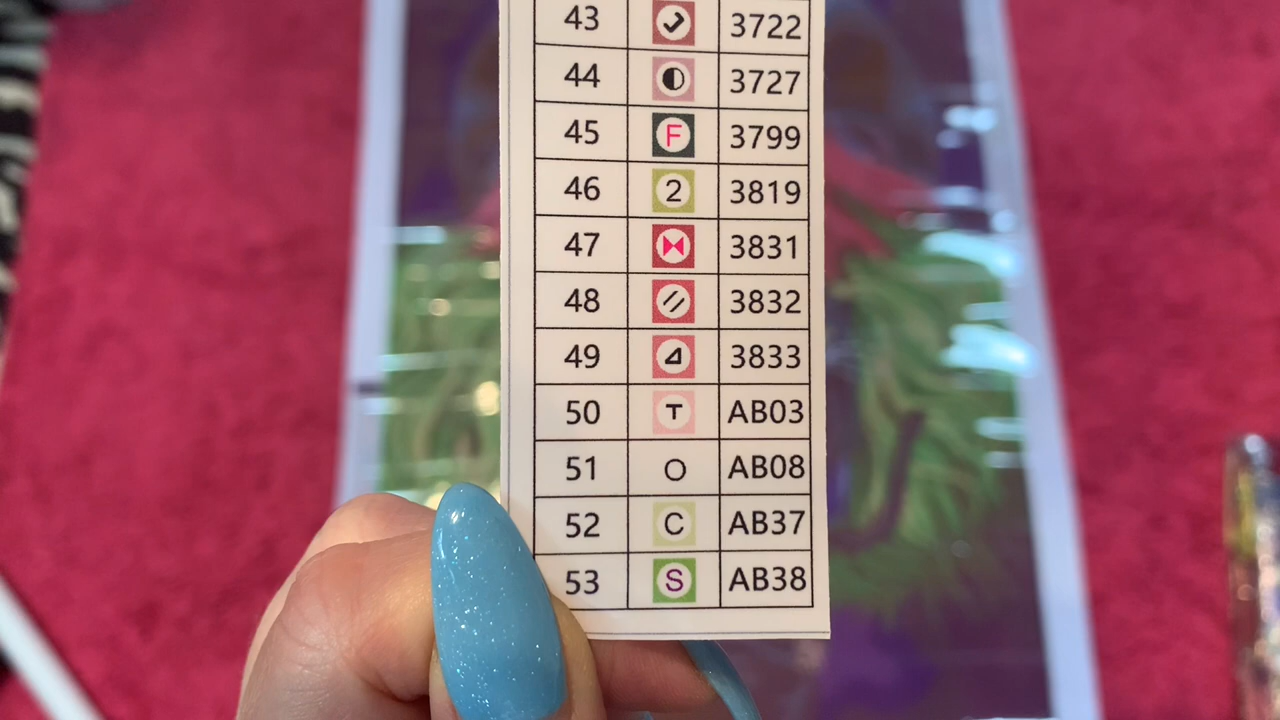 43 3722
44 3727
45 F 3799
46 2 3819
47 3831
48 3832
49 3833
50 T AB03
51 O AB08
52 C AB37
53 S AB38